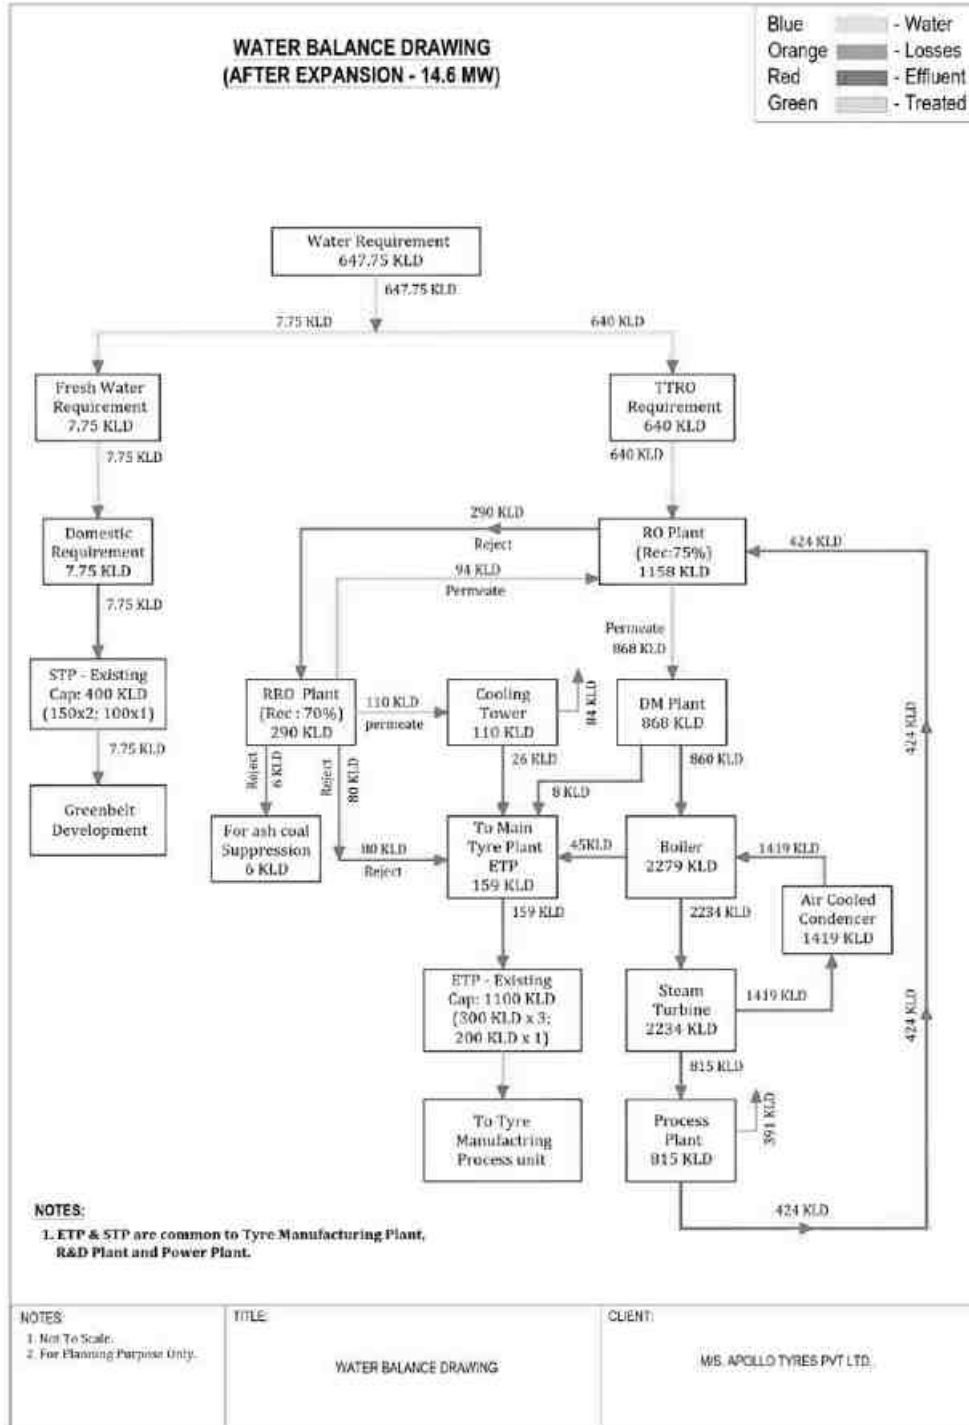 WATER BALANCE DRAWING
(AFTER EXPANSION - 14.6 MW)
Blue - Water
Orange - Losses
Red - Effluent
Green - Treated
Water Requirement
647.75 KLD
647.75 KLD
7.75 KLD
640 KLD
Fresh Water
Requirement
7.75 KLD
TTRO
Requirement
640 KLD
7.75 KLD
640 KLD
Domestic
Requirement
7.75 KLD
290 KLD
Reject
RO Plant
(Rec:75%)
1158 KLD
424 KLD
94 KLD
Permeate
7.75 KLD
Permeate
868 KLD
STP - Existing
Cap: 400 KLD
(150x2; 100x1)
RRO Plant
(Rec : 70%)
290 KLD
110 KLD
permeate
Cooling
Tower
110 KLD
84 KLD
DM Plant
868 KLD
424 KLD
424 KLD
7.75 KLD
Reject
6 KLD
Reject
80 KLD
26 KLD
8 KLD
860 KLD
Greenbelt
Development
For ash coal
Suppression
6 KLD
80 KLD
Reject
To Main
Tyre Plant
ETP
159 KLD
45KLD
Boiler
2279 KLD
1419 KLD
Air Cooled
Condencer
1419 KLD
159 KLD
2234 KLD
ETP - Existing
Cap: 1100 KLD
(300 KLD x 3;
200 KLD x 1)
Steam
Turbine
2234 KLD
1419 KLD
424 KLD
424 KLD
815 KLD
To Tyre
Manufactring
Process unit
Process
Plant
815 KLD
391 KLD
424 KLD
NOTES:
1. ETP & STP are common to Tyre Manufacturing Plant,
R&D Plant and Power Plant.
NOTES:
1. Not To Scale.
2. For Planning Purpose Only.
TITLE:
WATER BALANCE DRAWING
CLIENT:
M/S. APOLLO TYRES PVT LTD.